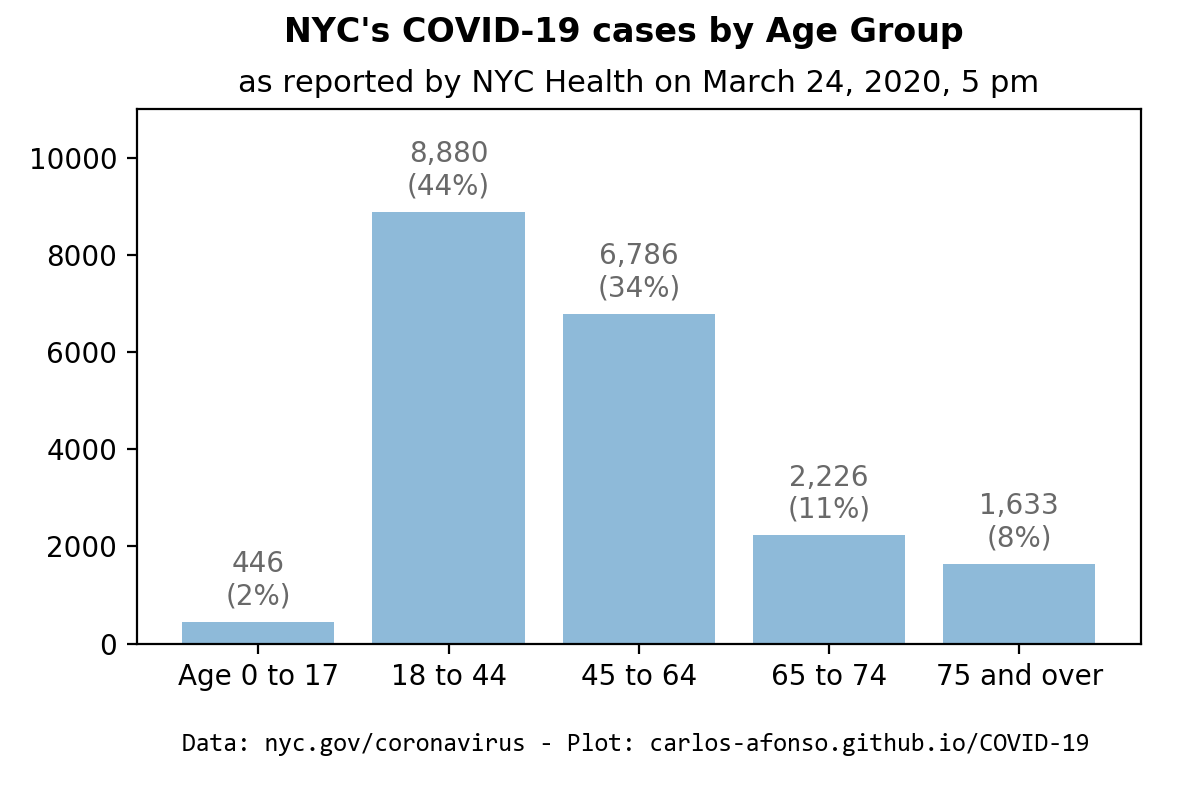 NYC's COVID-19 cases by Age Group
as reported by NYC Health on March 24, 2020, 5 pm
10000
8000
6000
4000
2000
0
8,880
(44%)
6,786
(34%)
2,226
(11%)
1,633
(8%)
446
(2%)
Age 0 to 17
18 to 44
45 to 64
65 to 74
75 and over
Data: nyc.gov/coronavirus - Plot: carlos-afonso.github.io/COVID-19